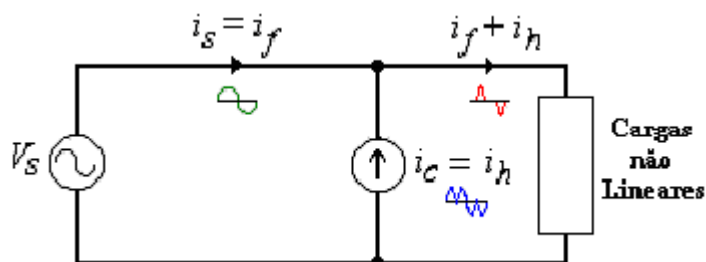 i_s = i_f
i_f + i_h
V_s
i_c = i_h
Cargas
não
Lineares